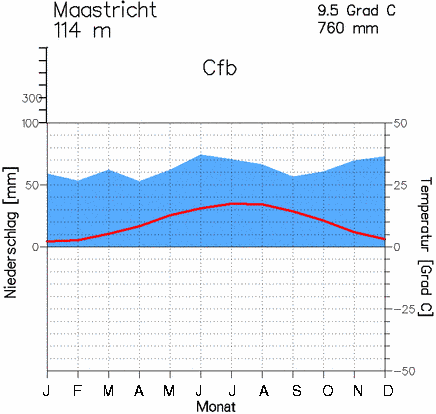 Maastricht
114 m
9.5 Grad C
760 mm
Cfb
300
100
50
0
50
25
0
−25
−50
Niederschlag [mm]
Temperatur [Grad C]
J F M A M J J A S O N D
Monat